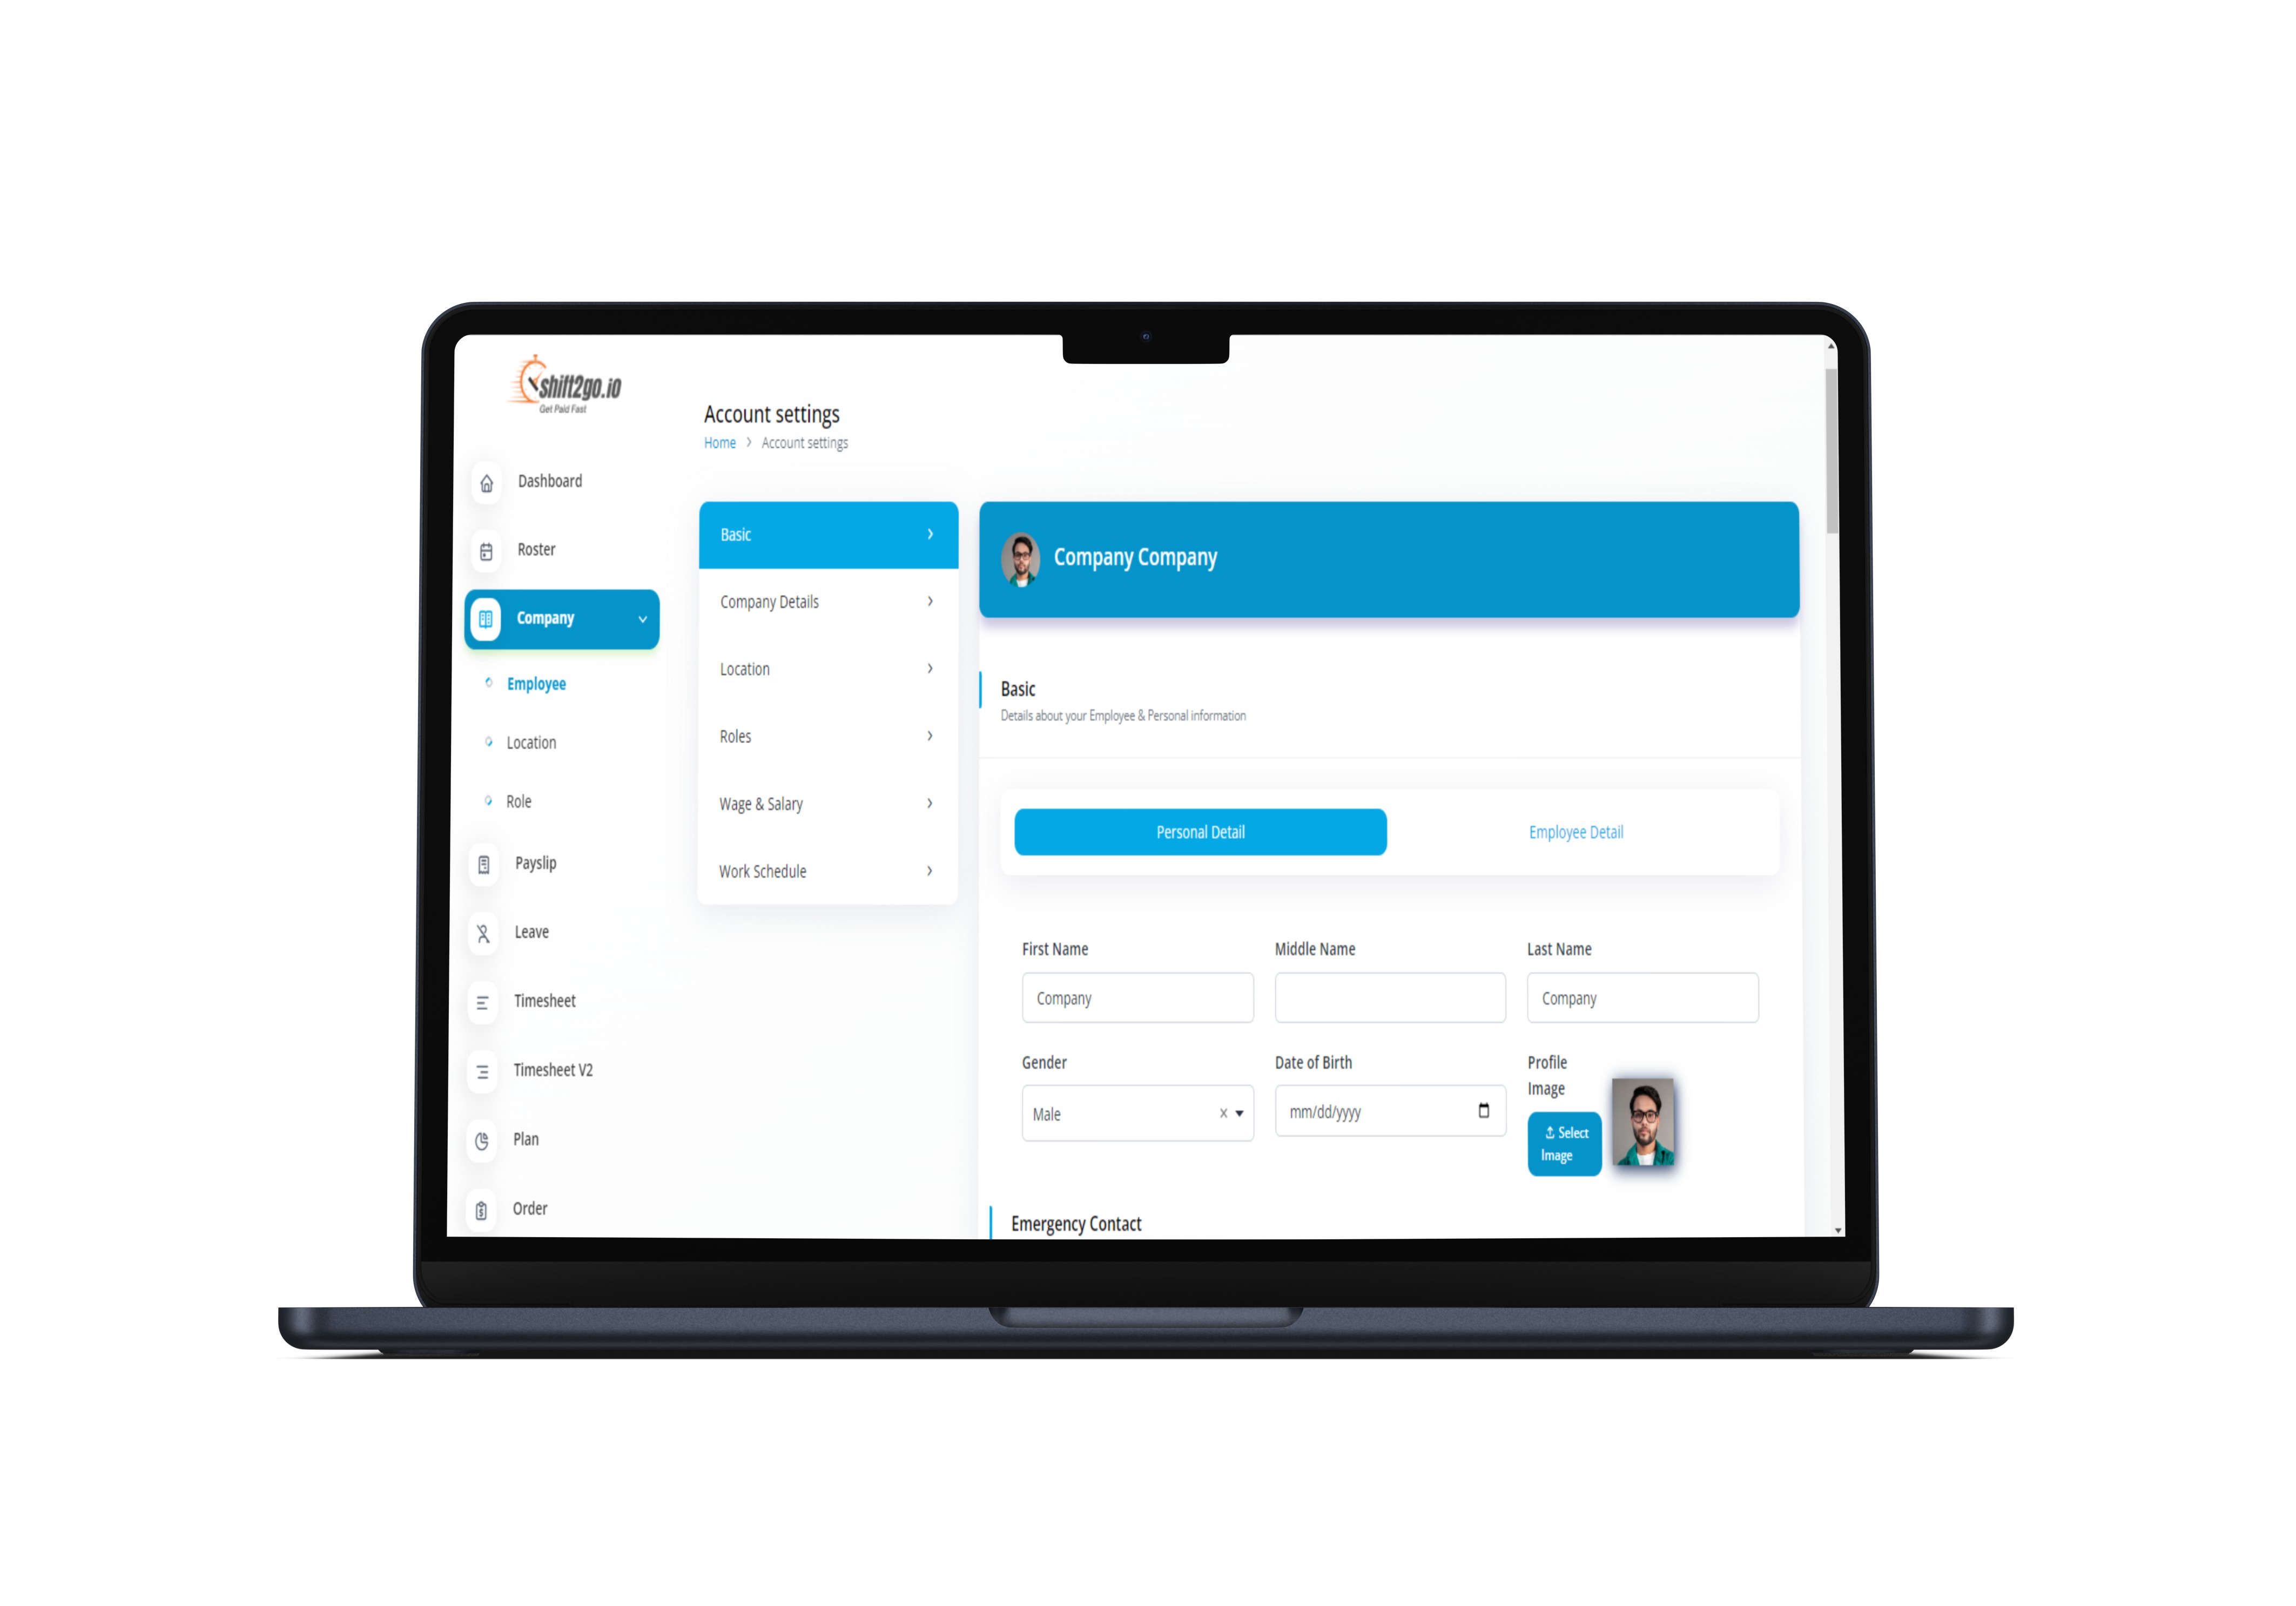 shift2go.io
Get Paid Fast
Dashboard
Roster
Company
Employee
Location
Role
Payslip
Leave
Timesheet
Timesheet V2
Plan
Order
Account settings
Home > Account settings
Basic >
Company Details >
Location >
Roles >
Wage & Salary >
Work Schedule >
Company Company
Basic
Details about your Employee & Personal information
Personal Detail Employee Detail
First Name Middle Name Last Name
Company Company
Gender Date of Birth Profile
Image
Male x mm/dd/yyyy
Select
Image
Emergency Contact